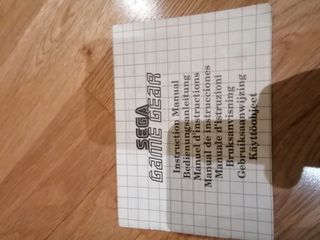 SEGA
GAME GEAR
Instruction Manual
Bedienungsanleitung
Manuel d'instructions
Manual de instrucciones
Manuale d'istruzioni
Bruksanvisning
Gebruiksaanwijzing
Käyttöohjeet